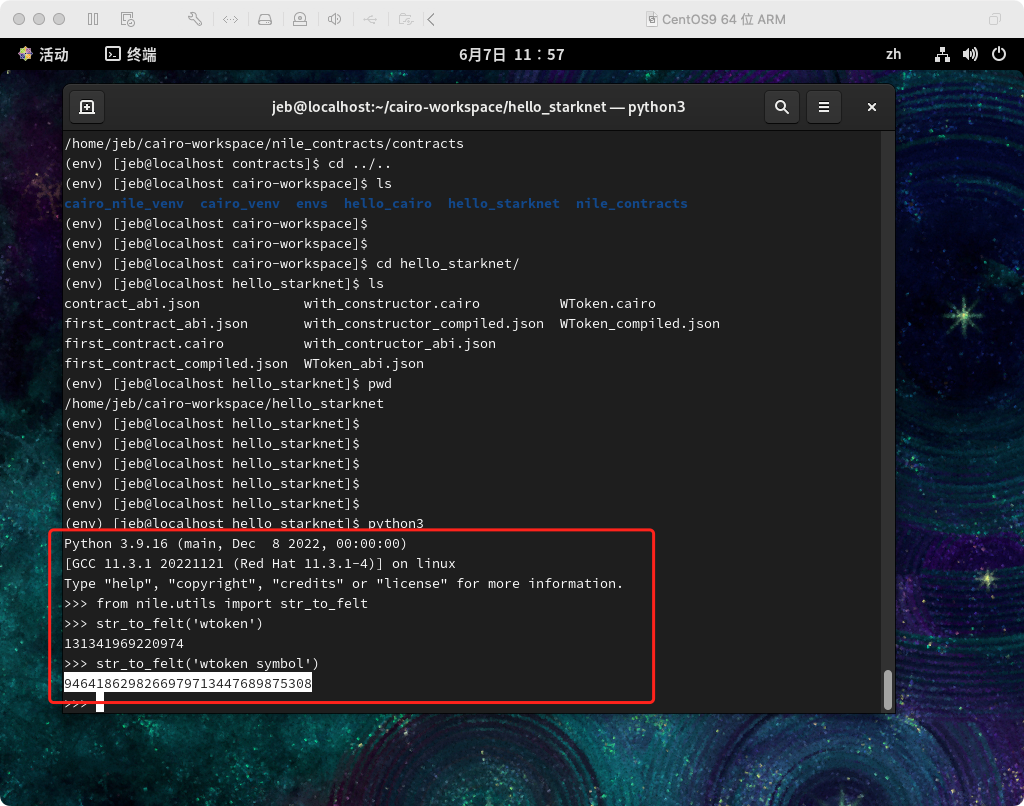 CentOS9 64 位 ARM
活动 终端 6月7日 11：57 zh
jeb@localhost:~/cairo-workspace/hello_starknet — python3
/home/jeb/cairo-workspace/nile_contracts/contracts
(env) [jeb@localhost contracts]$ cd ../..
(env) [jeb@localhost cairo-workspace]$ ls
cairo_nile_venv cairo_venv envs hello_cairo hello_starknet nile_contracts
(env) [jeb@localhost cairo-workspace]$
(env) [jeb@localhost cairo-workspace]$
(env) [jeb@localhost cairo-workspace]$ cd hello_starknet/
(env) [jeb@localhost hello_starknet]$ ls
contract_abi.json with_constructor.cairo WToken.cairo
first_contract_abi.json with_constructor_compiled.json WToken_compiled.json
first_contract.cairo with_contructor_abi.json
first_contract_compiled.json WToken_abi.json
(env) [jeb@localhost hello_starknet]$ pwd
/home/jeb/cairo-workspace/hello_starknet
(env) [jeb@localhost hello_starknet]$
(env) [jeb@localhost hello_starknet]$
(env) [jeb@localhost hello_starknet]$
(env) [jeb@localhost hello_starknet]$
(env) [jeb@localhost hello_starknet]$
(env) [jeb@localhost hello_starknet]$ python3
Python 3.9.16 (main, Dec  8 2022, 00:00:00)
[GCC 11.3.1 20221121 (Red Hat 11.3.1-4)] on linux
Type "help", "copyright", "credits" or "license" for more information.
>>> from nile.utils import str_to_felt
>>> str_to_felt('wtoken')
131341969220974
>>> str_to_felt('wtoken symbol')
9464186298266979713447689875308
>>>